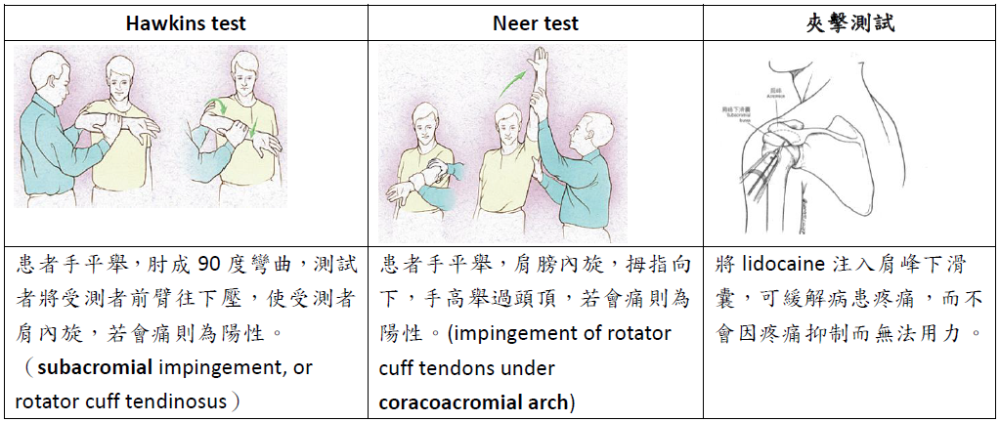 Hawkins test
Neer test
夾擊測試
肩峰
Acromion
肩峰下滑囊
Subacromial
bursa
患者手平舉，肘成 90 度彎曲，測試
者將受測者前臂往下壓，使受測者
肩內旋，若會痛則為陽性。
（subacromial impingement, or
rotator cuff tendinosus）
患者手平舉，肩膀內旋，拇指向
下，手高舉過頭頂，若會痛則為
陽性。(impingement of rotator
cuff tendons under
coracoacromial arch)
將 lidocaine 注入肩峰下滑
囊，可緩解病患疼痛，而不
會因疼痛抑制而無法用力。